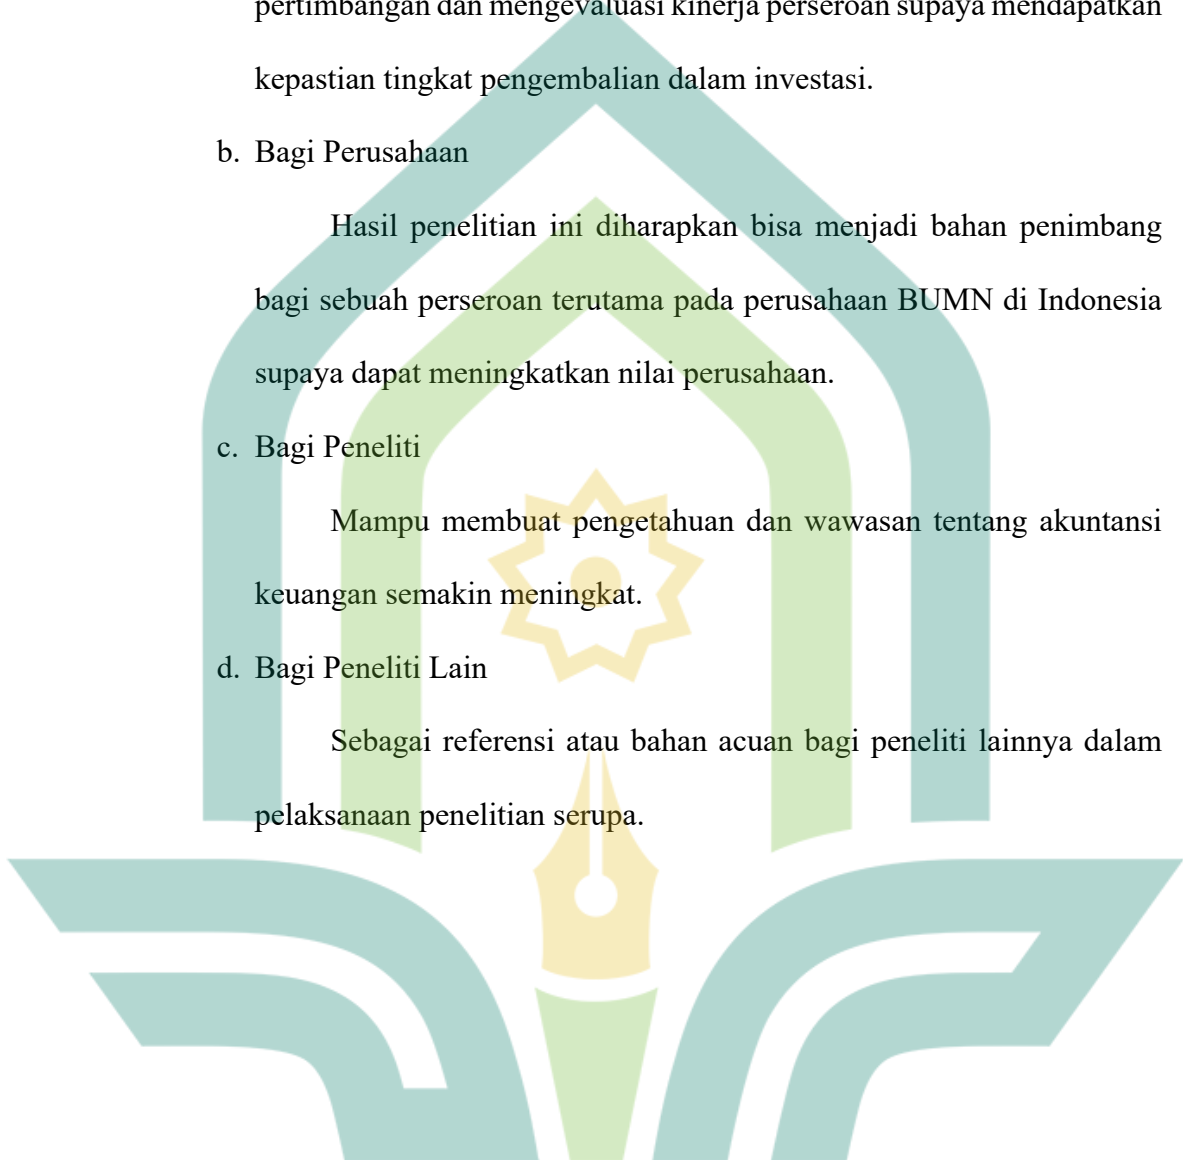 pertimbangan dan mengevaluasi kinerja perseroan supaya mendapatkan
kepastian tingkat pengembalian dalam investasi.
b. Bagi Perusahaan
Hasil penelitian ini diharapkan bisa menjadi bahan penimbang
bagi sebuah perseroan terutama pada perusahaan BUMN di Indonesia
supaya dapat meningkatkan nilai perusahaan.
c. Bagi Peneliti
Mampu membuat pengetahuan dan wawasan tentang akuntansi
keuangan semakin meningkat.
d. Bagi Peneliti Lain
Sebagai referensi atau bahan acuan bagi peneliti lainnya dalam
pelaksanaan penelitian serupa.